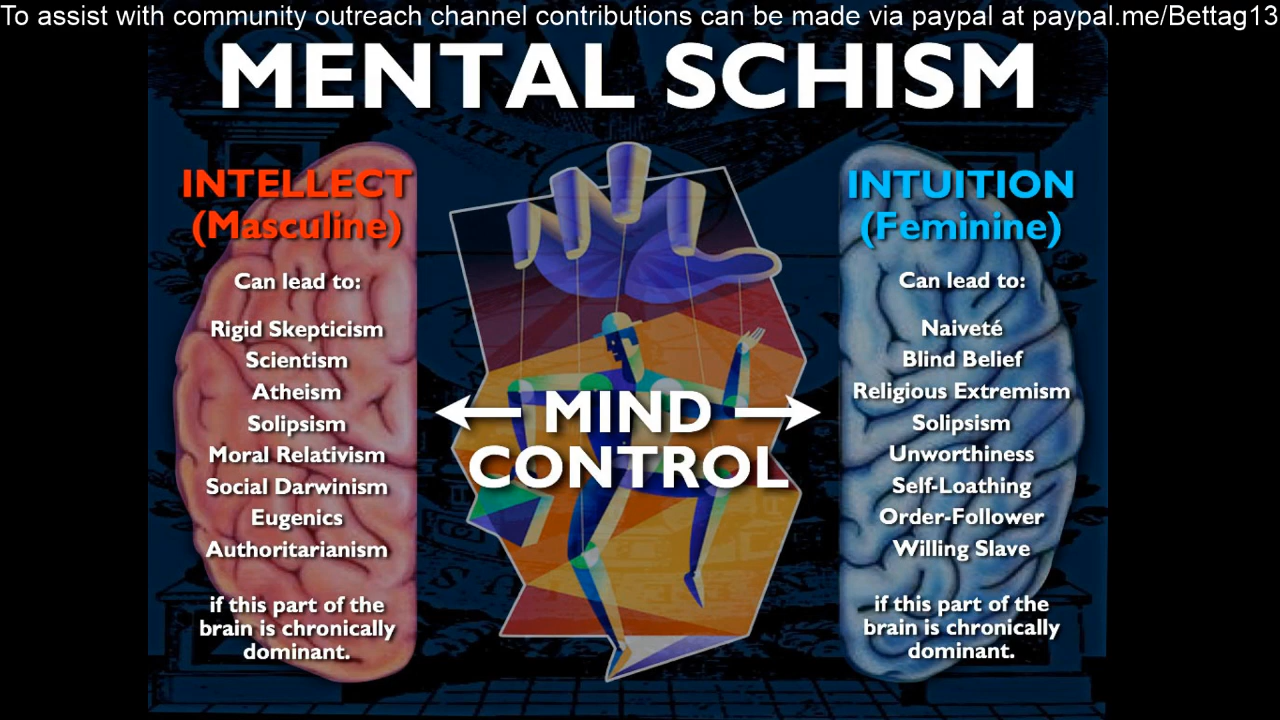 To assist with community outreach channel contributions can be made via paypal at paypal.me/Bettag13
MENTAL SCHISM
INTELLECT
(Masculine)
Can lead to:
Rigid Skepticism
Scientism
Atheism
Solipsism
Moral Relativism
Social Darwinism
Eugenics
Authoritarianism
if this part of the
brain is chronically
dominant.
MIND
CONTROL
INTUITION
(Feminine)
Can lead to:
Naiveté
Blind Belief
Religious Extremism
Solipsism
Unworthiness
Self-Loathing
Order-Follower
Willing Slave
if this part of the
brain is chronically
dominant.
PATER